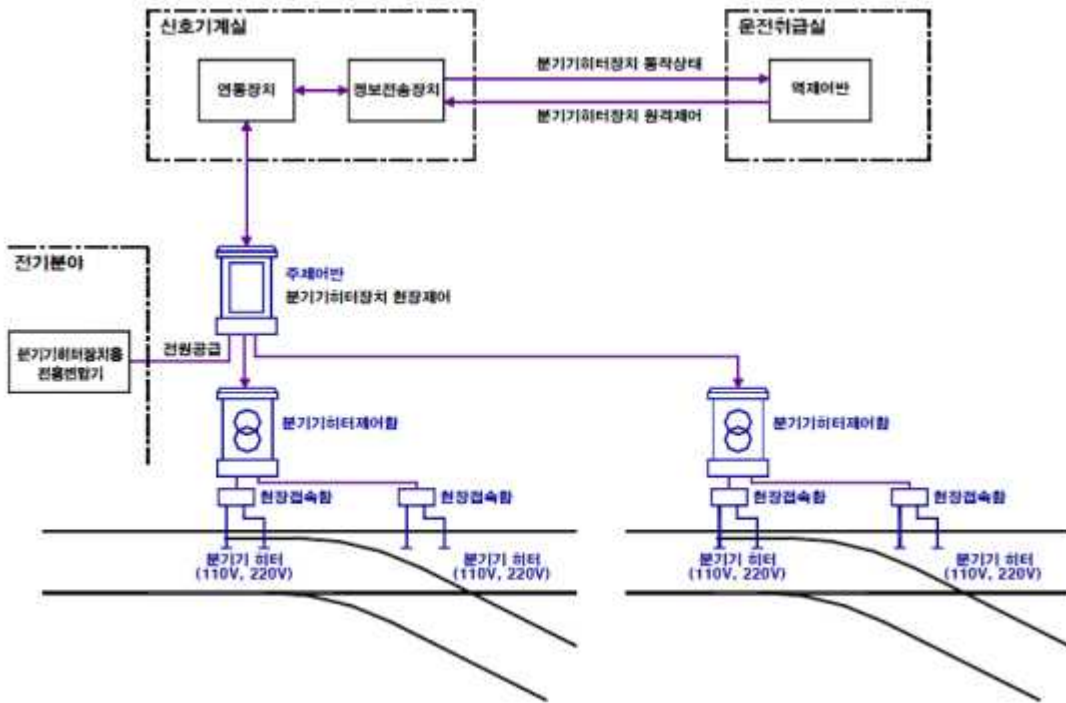 신호기계실
운전취급실
연동장치
정보전송장치
분기기히터장치 동작상태
분기기히터장치 원격제어
역제어반
전기분야
주제어반
분기기히터장치 현장제어
분기기히터장치용
전용변압기
전원공급
분기기히터제어함
분기기히터제어함
현장접속함
현장접속함
현장접속함
현장접속함
분기기 히터
(110V, 220V)
분기기 히터
(110V, 220V)
분기기 히터
(110V, 220V)
분기기 히터
(110V, 220V)